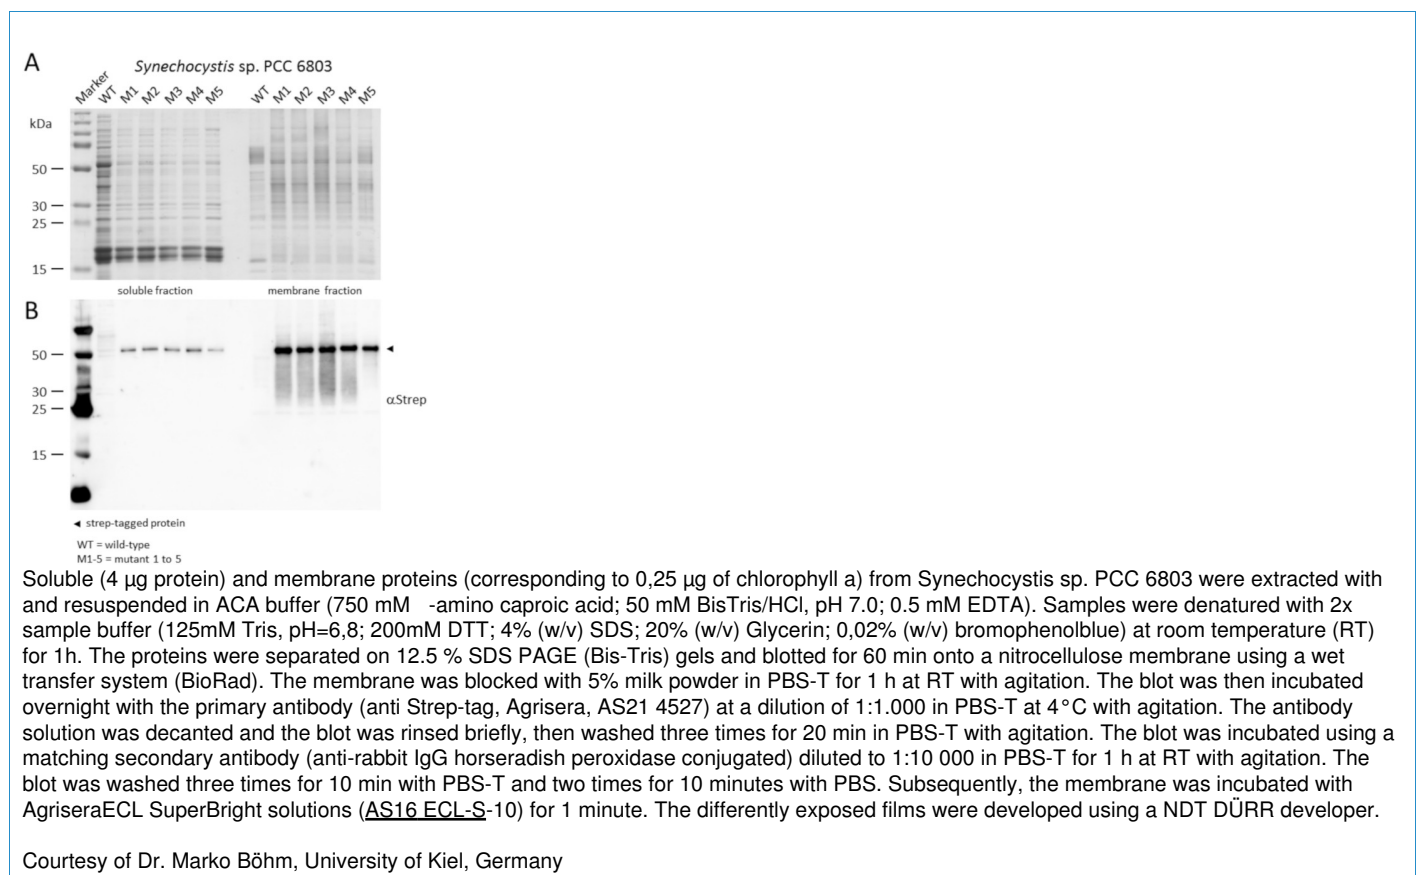 A
Synechocystis sp. PCC 6803
Marker WT M1 M2 M3 M4 M5 WT M1 M2 M3 M4 M5
kDa
50
30
25
15
soluble fraction membrane fraction
B
50
30
25
15
αStrep
◄ strep-tagged protein
WT = wild-type
M1-5 = mutant 1 to 5
Soluble (4 µg protein) and membrane proteins (corresponding to 0,25 µg of chlorophyll a) from Synechocystis sp. PCC 6803 were extracted with
and resuspended in ACA buffer (750 mM -amino caproic acid; 50 mM BisTris/HCl, pH 7.0; 0.5 mM EDTA). Samples were denatured with 2x
sample buffer (125mM Tris, pH=6,8; 200mM DTT; 4% (w/v) SDS; 20% (w/v) Glycerin; 0,02% (w/v) bromophenolblue) at room temperature (RT)
for 1h. The proteins were separated on 12.5 % SDS PAGE (Bis-Tris) gels and blotted for 60 min onto a nitrocellulose membrane using a wet
transfer system (BioRad). The membrane was blocked with 5% milk powder in PBS-T for 1 h at RT with agitation. The blot was then incubated
overnight with the primary antibody (anti Strep-tag, Agrisera, AS21 4527) at a dilution of 1:1.000 in PBS-T at 4°C with agitation. The antibody
solution was decanted and the blot was rinsed briefly, then washed three times for 20 min in PBS-T with agitation. The blot was incubated using a
matching secondary antibody (anti-rabbit IgG horseradish peroxidase conjugated) diluted to 1:10 000 in PBS-T for 1 h at RT with agitation. The
blot was washed three times for 10 min with PBS-T and two times for 10 minutes with PBS. Subsequently, the membrane was incubated with
AgriseraECL SuperBright solutions (AS16 ECL-S-10) for 1 minute. The differently exposed films were developed using a NDT DÜRR developer.
Courtesy of Dr. Marko Böhm, University of Kiel, Germany